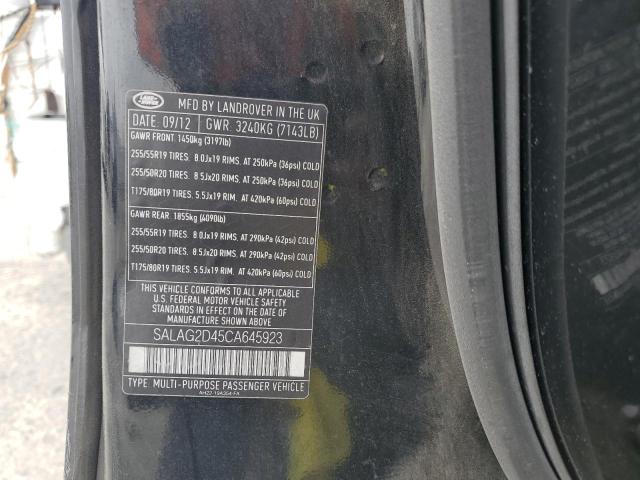 LAND ROVER
MFD BY LANDROVER IN THE UK
DATE: 09/12 GWR. 3240KG (7143LB)
GAWR FRONT: 1450kg (3197lb)
255/55R19 TIRES. 8.0Jx19 RIMS. AT 250kPa (36psi) COLD
255/50R20 TIRES. 8 5Jx20 RIMS. AT 250kPa (36psi) COLD
T175/80R19 TIRES. 5.5Jx19 RIM. AT 420kPa (60psi) COLD
GAWR REAR: 1855kg (4090lb)
255/55R19 TIRES. 8 0Jx19 RIMS. AT 290kPa (42psi) COLD
255/50R20 TIRES. 8 5Jx20 RIMS. AT 290kPa (42psi) COLD
T175/80R19 TIRES. 5.5Jx19 RIM. AT 420kPa (60psi) COLD
THIS VEHICLE CONFORMS TO ALL APPLICABLE
U.S. FEDERAL MOTOR VEHICLE SAFETY
STANDARDS IN EFFECT ON THE DATE OF
MANUFACTURE SHOWN ABOVE.
SALAG2D45CA645923
TYPE: MULTI-PURPOSE PASSENGER VEHICLE